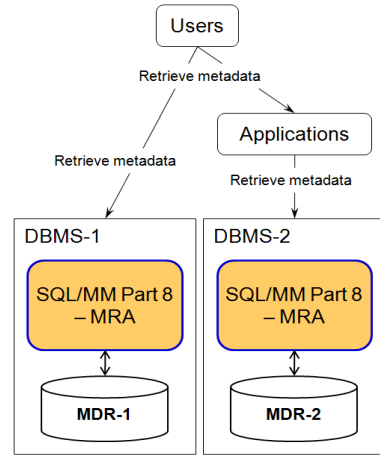 Users
Retrieve metadata
Applications
Retrieve metadata
Retrieve metadata
DBMS-1
SQL/MM Part 8
– MRA
MDR-1
DBMS-2
SQL/MM Part 8
– MRA
MDR-2